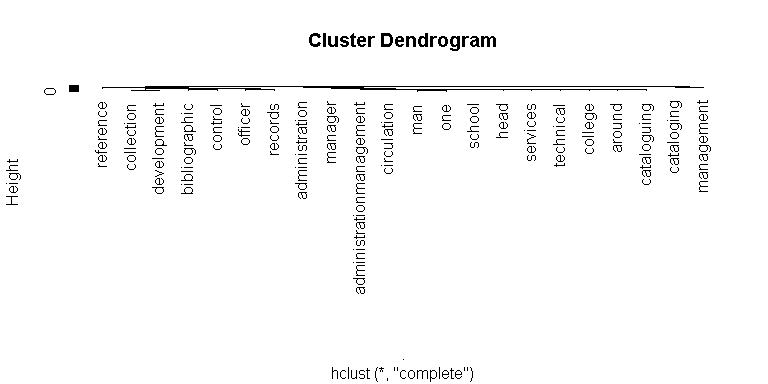 Cluster Dendrogram
Height
0
reference
collection
development
bibliographic
control
officer
records
administration
manager
administrationmanagement
circulation
man
one
school
head
services
technical
college
around
cataloguing
cataloging
management
.
hclust (*, "complete")